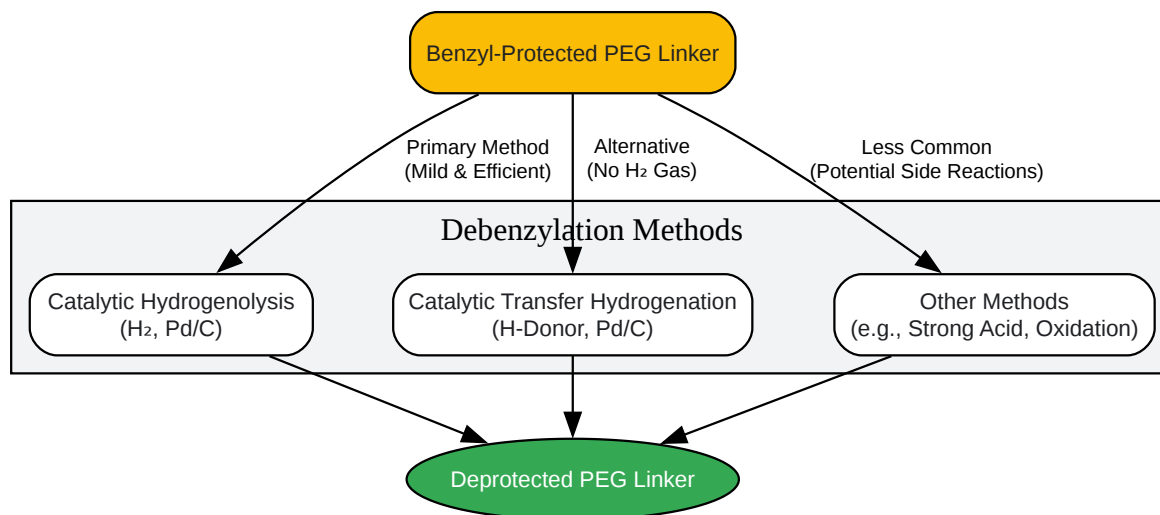 Benzyl-Protected PEG Linker
Primary Method
(Mild & Efficient)
Alternative
(No H₂ Gas)
Less Common
(Potential Side Reactions)
Debenzylation Methods
Catalytic Hydrogenolysis
(H₂, Pd/C)
Catalytic Transfer Hydrogenation
(H-Donor, Pd/C)
Other Methods
(e.g., Strong Acid, Oxidation)
Deprotected PEG Linker